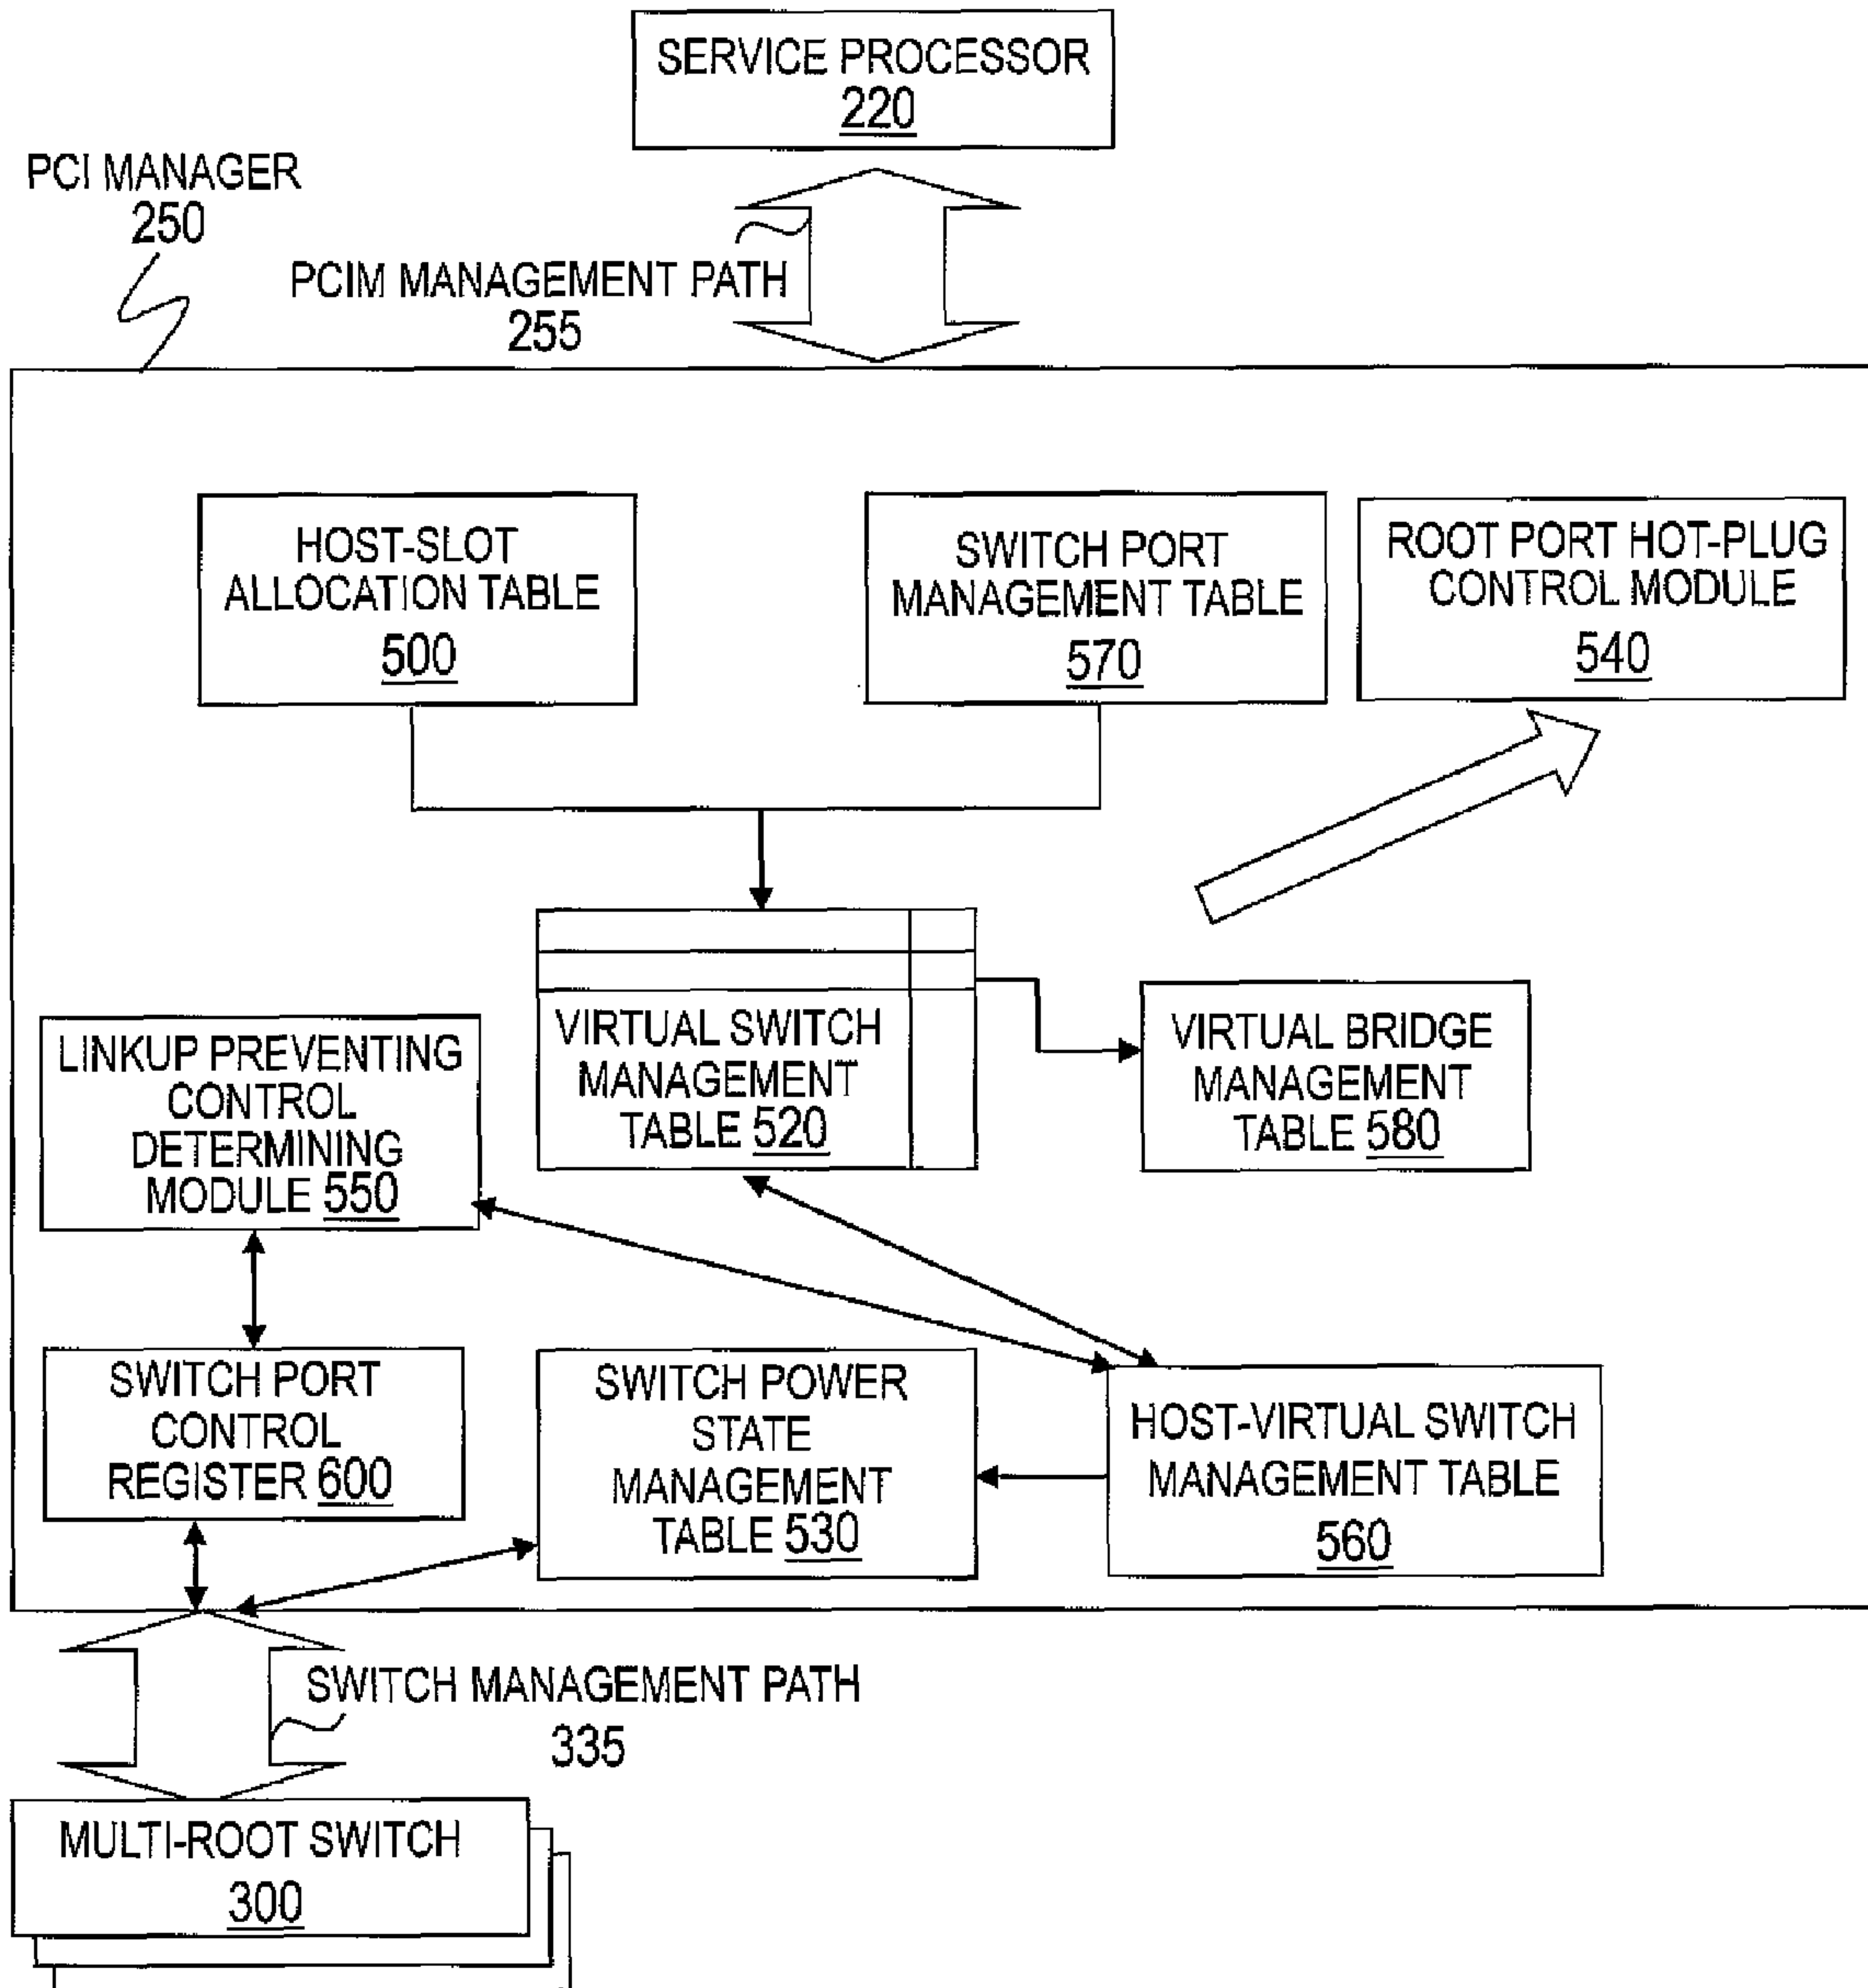 SERVICE PROCESSOR
220
PCI MANAGER
250
PCIM MANAGEMENT PATH
255
HOST-SLOT
ALLOCATION TABLE
500
SWITCH PORT
MANAGEMENT TABLE
570
ROOT PORT HOT-PLUG
CONTROL MODULE
540
LINKUP PREVENTING
CONTROL
DETERMINING
MODULE 550
VIRTUAL SWITCH
MANAGEMENT
TABLE 520
VIRTUAL BRIDGE
MANAGEMENT
TABLE 580
SWITCH PORT
CONTROL
REGISTER 600
SWITCH POWER
STATE
MANAGEMENT
TABLE 530
HOST-VIRTUAL SWITCH
MANAGEMENT TABLE
560
SWITCH MANAGEMENT PATH
335
MULTI-ROOT SWITCH
300